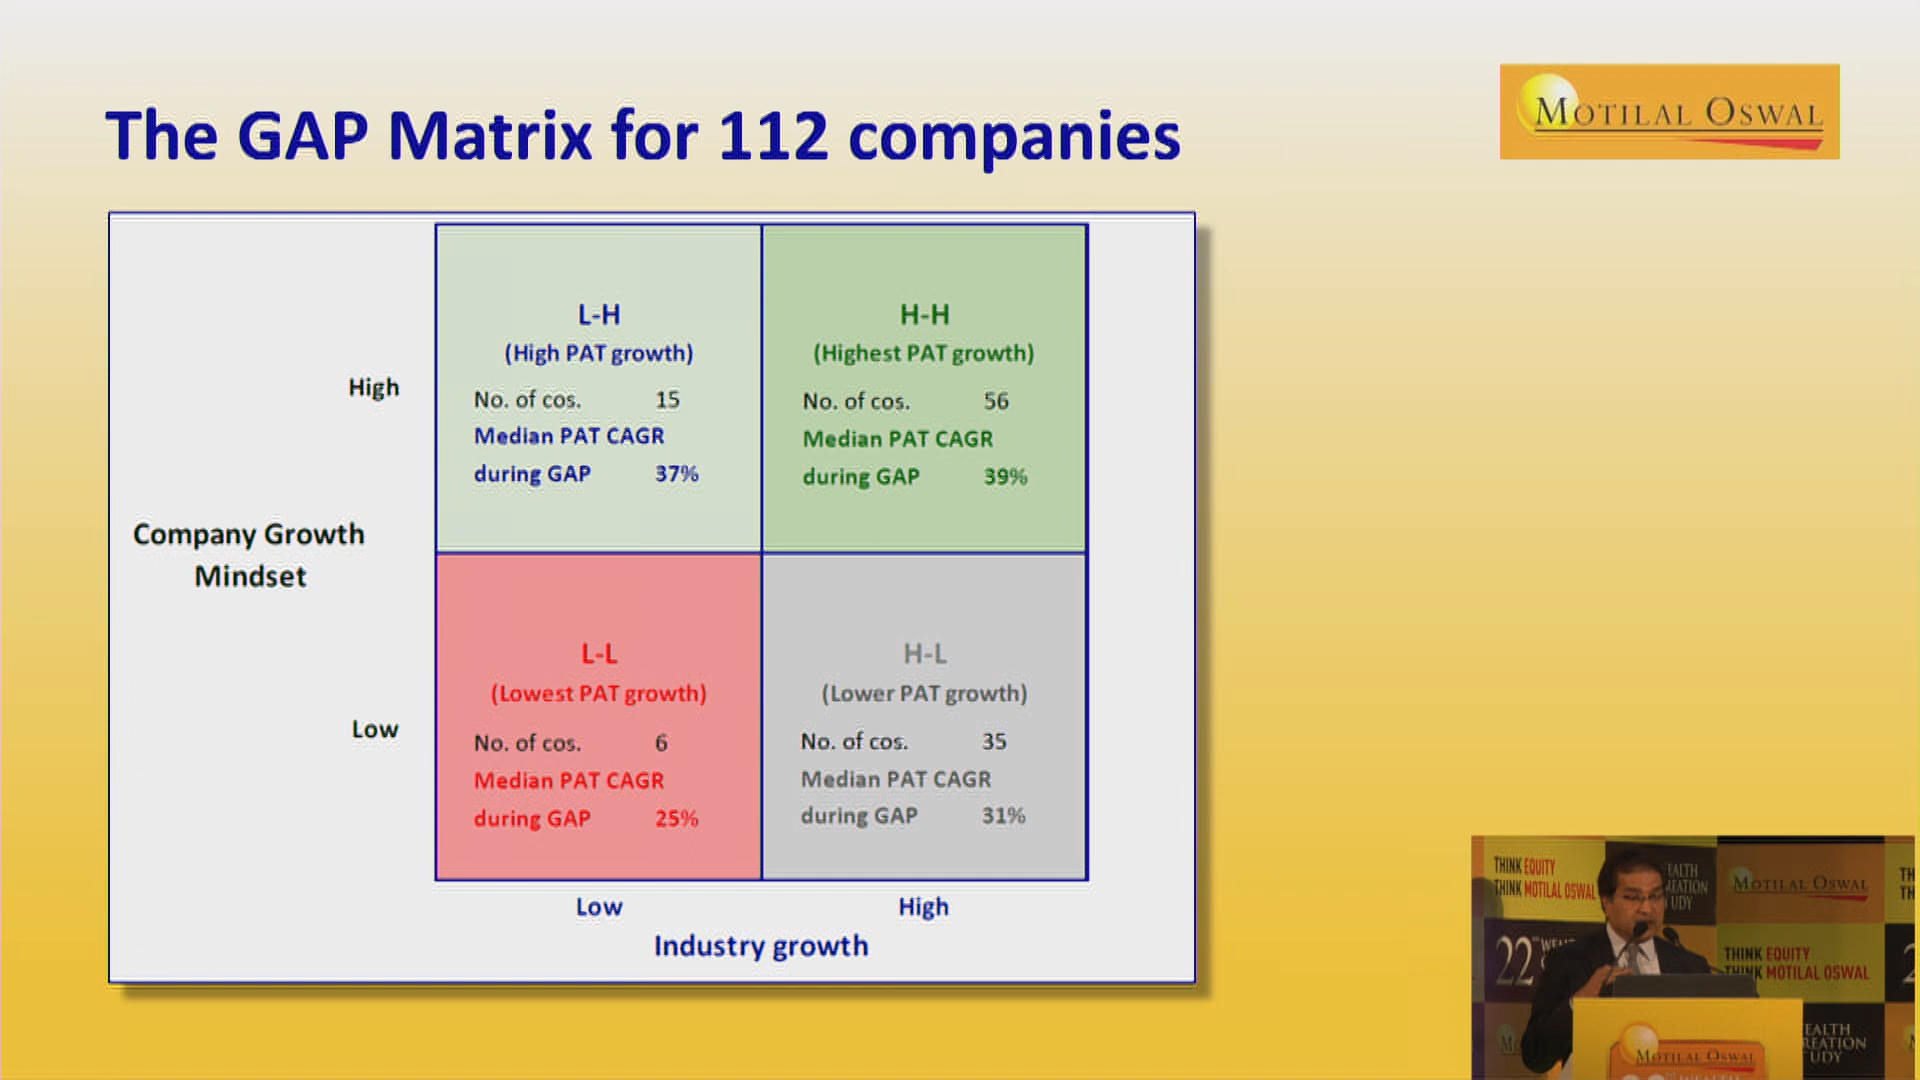 The GAP Matrix for 112 companies
MOTILAL OSWAL
L-H
(High PAT growth)
No. of cos. 15
Median PAT CAGR
during GAP 37%
H-H
(Highest PAT growth)
No. of cos. 56
Median PAT CAGR
during GAP 39%
High
Company Growth
Mindset
L-L
(Lowest PAT growth)
No. of cos. 6
Median PAT CAGR
during GAP 25%
H-L
(Lower PAT growth)
No. of cos. 35
Median PAT CAGR
during GAP 31%
Low
Low
High
Industry growth
THINK EQUITY
THINK MOTILAL OSWAL
MOTILAL OSWAL
22
THINK EQUITY
THINK MOTILAL OSWAL
MOTILAL OSWAL